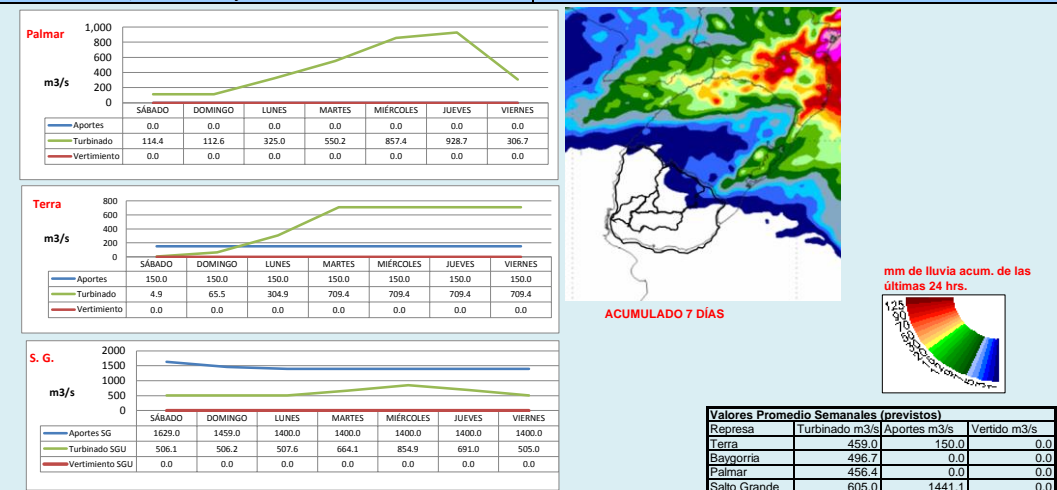 Palmar
m3/s
1,000
800
600
400
200
0
SÁBADO DOMINGO LUNES MARTES MIÉRCOLES JUEVES VIERNES
Aportes 0.0 0.0 0.0 0.0 0.0 0.0 0.0
Turbinado 114.4 112.6 325.0 550.2 857.4 928.7 306.7
Vertimiento 0.0 0.0 0.0 0.0 0.0 0.0 0.0
Terra
m3/s
800
600
400
200
0
SÁBADO DOMINGO LUNES MARTES MIÉRCOLES JUEVES VIERNES
Aportes 150.0 150.0 150.0 150.0 150.0 150.0 150.0
Turbinado 4.9 65.5 304.9 709.4 709.4 709.4 709.4
Vertimiento 0.0 0.0 0.0 0.0 0.0 0.0 0.0
S. G.
m3/s
2000
1500
1000
500
0
SÁBADO DOMINGO LUNES MARTES MIÉRCOLES JUEVES VIERNES
Aportes SG 1629.0 1459.0 1400.0 1400.0 1400.0 1400.0 1400.0
Turbinado SGU 506.1 506.2 507.6 664.1 854.9 691.0 505.0
Vertimiento SGU 0.0 0.0 0.0 0.0 0.0 0.0 0.0
ACUMULADO 7 DÍAS
mm de lluvia acum. de las
últimas 24 hrs.
Valores Promedio Semanales (previstos)
Represa Turbinado m3/s Aportes m3/s Vertido m3/s
Terra 459.0 150.0 0.0
Baygorria 496.7 0.0 0.0
Palmar 456.4 0.0 0.0
Salto Grande 605.0 1441.1 0.0